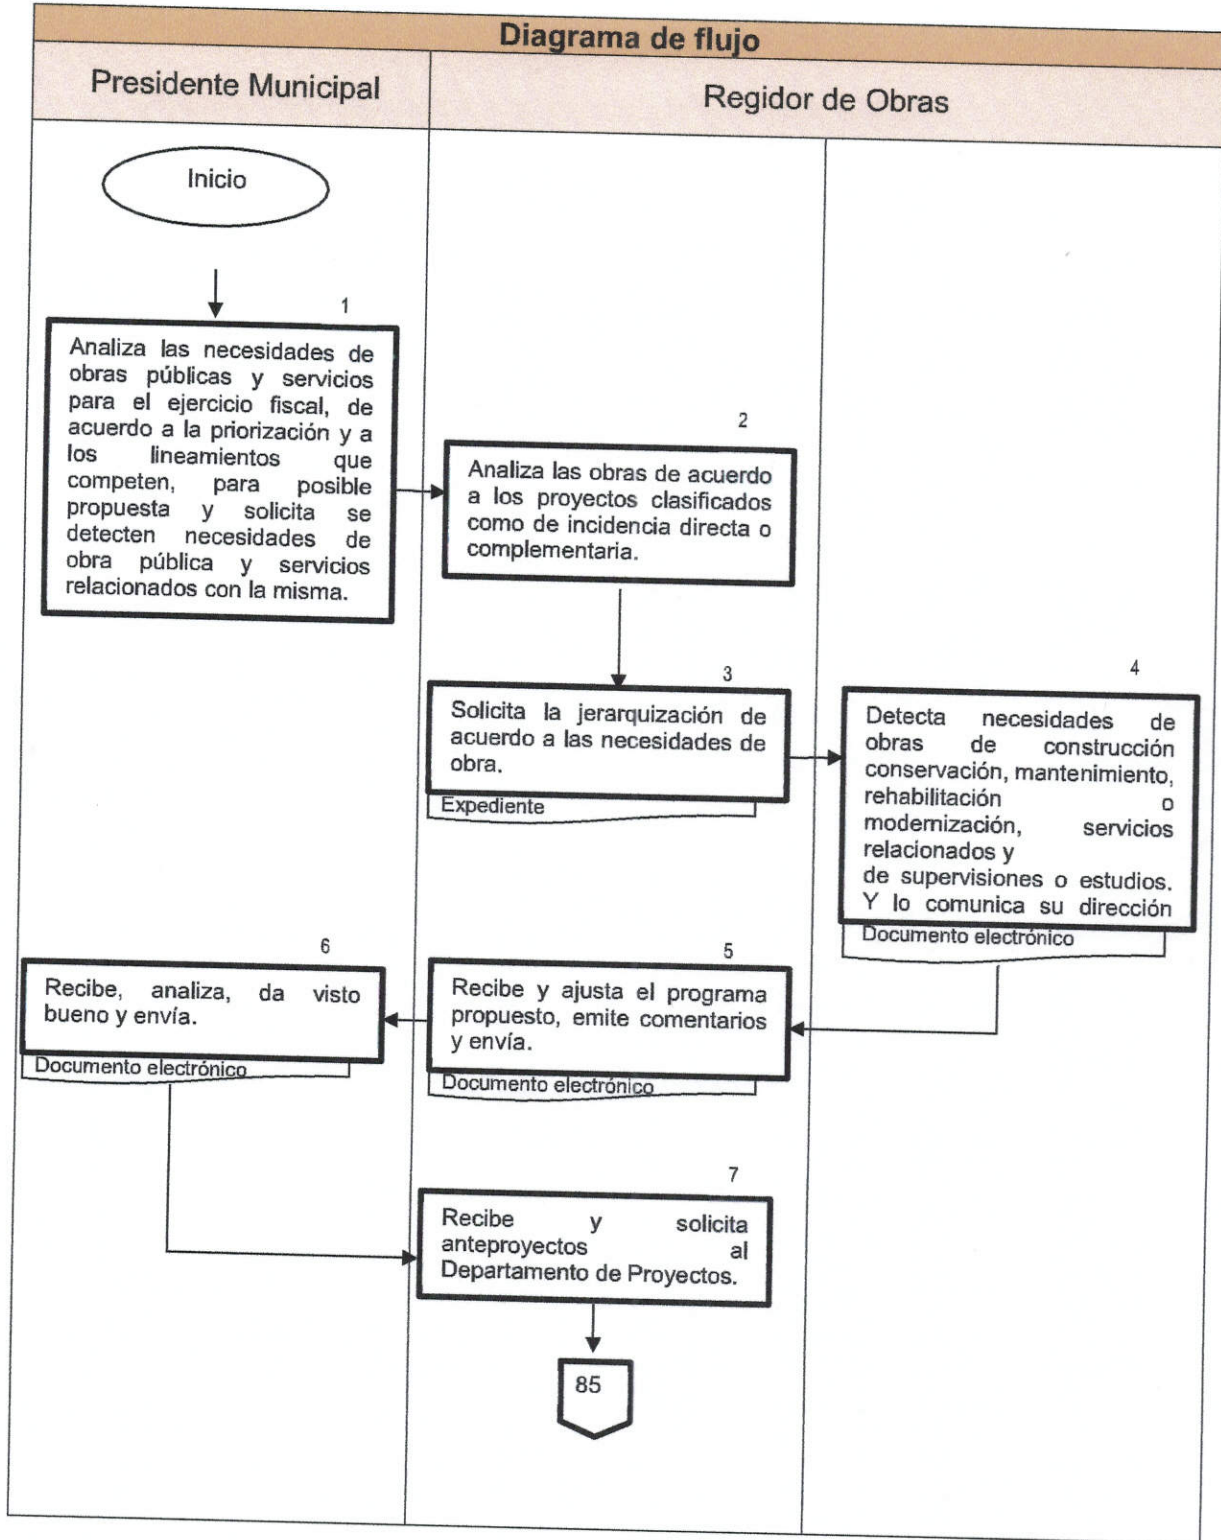 Diagrama de flujo
Presidente Municipal
Regidor de Obras
Inicio
1
Analiza las necesidades de
obras públicas y servicios
para el ejercicio fiscal, de
acuerdo a la priorización y a
los lineamientos que
competen, para posible
propuesta y solicita se
detecten necesidades de
obra pública y servicios
relacionados con la misma.
2
Analiza las obras de acuerdo
a los proyectos clasificados
como de incidencia directa o
complementaria.
3
Solicita la jerarquización de
acuerdo a las necesidades de
obra.
Expediente
4
Detecta necesidades de
obras de construcción
conservación, mantenimiento,
rehabilitación o
modernización, servicios
relacionados y
de supervisiones o estudios.
Y lo comunica su dirección
Documento electrónico
5
Recibe y ajusta el programa
propuesto, emite comentarios
y envía.
Documento electrónico
6
Recibe, analiza, da visto
bueno y envía.
Documento electrónico
7
Recibe y solicita
anteproyectos al
Departamento de Proyectos.
85